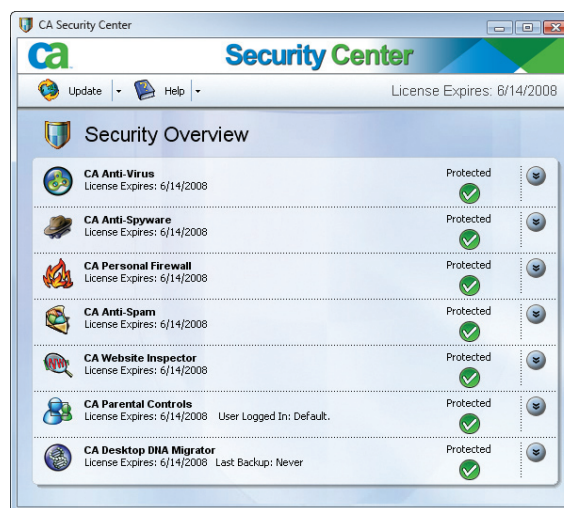 CA Security Center
ca
Security Center
Update
Help
License Expires: 6/14/2008
Security Overview
CA Anti-Virus
License Expires: 6/14/2008
Protected
CA Anti-Spyware
License Expires: 6/14/2008
Protected
CA Personal Firewall
License Expires: 6/14/2008
Protected
CA Anti-Spam
License Expires: 6/14/2008
Protected
CA Website Inspector
License Expires: 6/14/2008
Protected
CA Parental Controls
License Expires: 6/14/2008 User Logged In: Default.
Protected
CA Desktop DNA Migrator
License Expires: 6/14/2008 Last Backup: Never
Protected